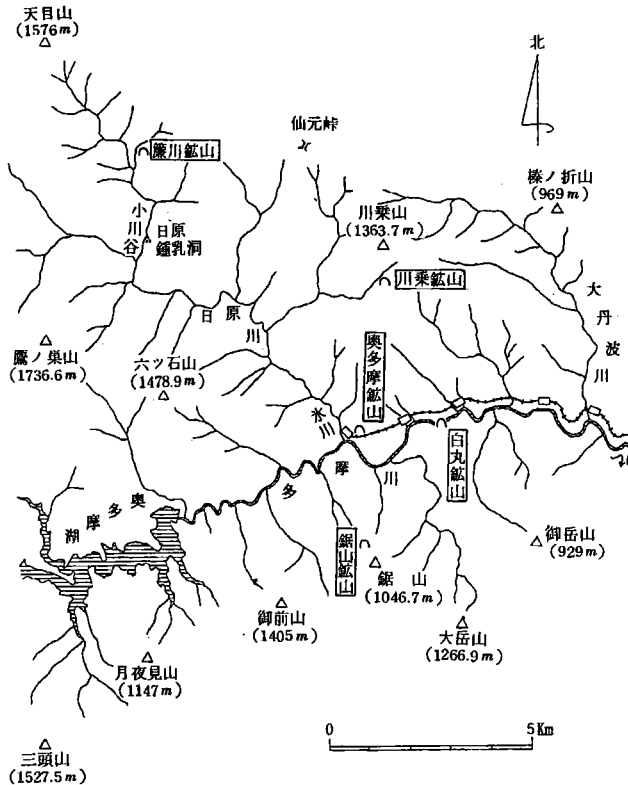 天目山
(1576m)
北
仙元峠
簾川鉱山
榛ノ折山
(969m)
小川谷
日原
鍾乳洞
川乗山
(1363.7m)
川乗鉱山
大丹波川
日原川
鷹ノ巣山
(1736.6m)
六ッ石山
(1478.9m)
奥多摩鉱山
氷川
白丸鉱山
多摩川
奥多摩湖
鋸山鉱山
御岳山
(929m)
鋸山
(1046.7m)
御前山
(1405m)
大岳山
(1266.9m)
月夜見山
(1147m)
0
5Km
三頭山
(1527.5m)